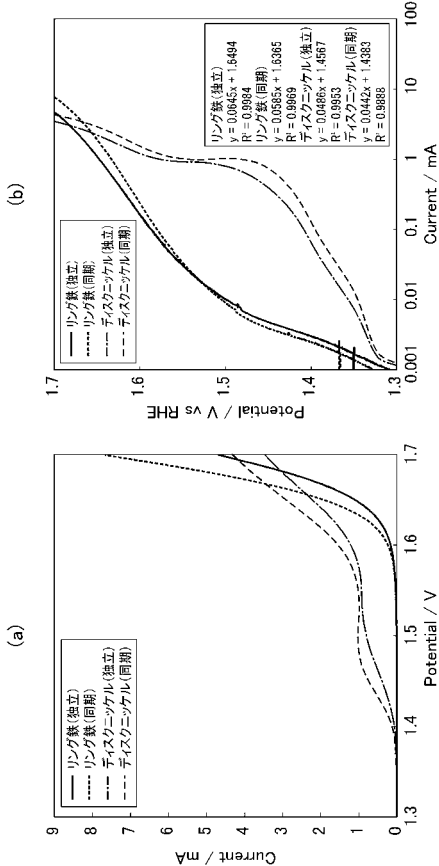 (a)
Current / mA
9
8
7
6
5
4
3
2
1
0
リング鉄(独立)
リング鉄(同期)
ディスクニッケル(独立)
ディスクニッケル(同期)
1.3
1.4
1.5
1.6
1.7
Potential / V
(b)
Potential / V vs RHE
1.7
1.6
1.5
1.4
1.3
リング鉄(独立)
リング鉄(同期)
ディスクニッケル(独立)
ディスクニッケル(同期)
リング鉄(独立)
y = 0.0645x + 1.6494
R² = 0.9984
リング鉄(同期)
y = 0.0585x + 1.6365
R² = 0.9969
ディスクニッケル(独立)
y = 0.0486x + 1.4567
R² = 0.9953
ディスクニッケル(同期)
y = 0.0442x + 1.4383
R² = 0.9888
0.001
0.01
0.1
1
10
100
Current / mA